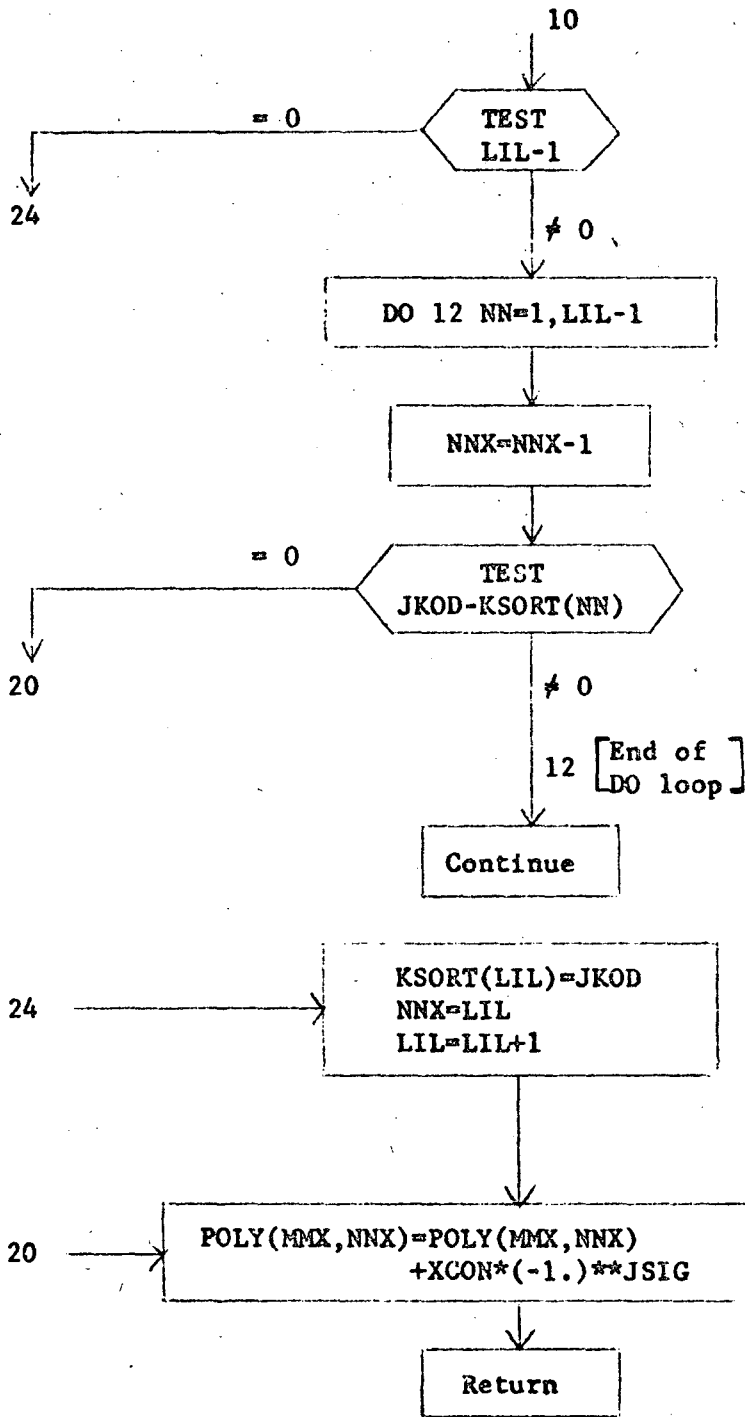 10
= 0
TEST
LIL-1
24
≠ 0
DO 12 NN=1,LIL-1
NNX=NNX-1
= 0
TEST
JKOD-KSORT(NN)
20
≠ 0
12 [End of
DO loop]
Continue
KSORT(LIL)=JKOD
24
NNX=LIL
LIL=LIL+1
POLY(MMX,NNX)=POLY(MMX,NNX)
20
+XCON*(-1.)**JSIG
Return